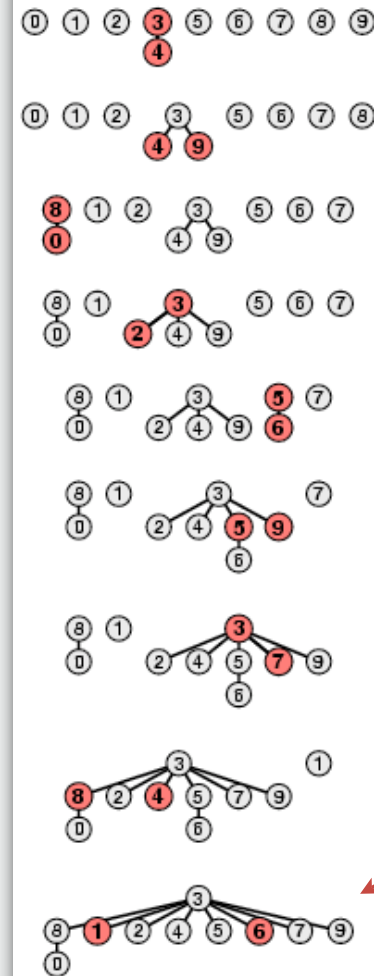 0 1 2 3 5 6 7 8 9
4
0 1 2 3 5 6 7 8
4 9
8 1 2 3 5 6 7
0 4 9
8 1 3 5 6 7
0 2 4 9
8 1 3 5 7
0 2 4 9 6
8 1 3 7
0 2 4 5 9
6
8 1 3
0 2 4 5 7 9
6
3 1
8 2 4 5 7 9
0 6
3
8 1 2 4 5 6 7 9
0